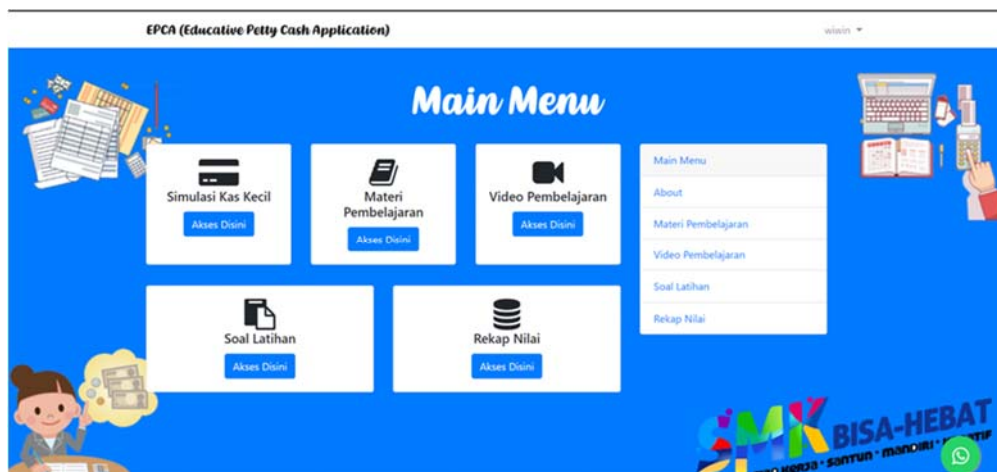 EPCA (Educative Petty Cash Application)
wiwin
Main Menu
Simulasi Kas Kecil
Akses Disini
Materi
Pembelajaran
Akses Disini
Video Pembelajaran
Akses Disini
Soal Latihan
Akses Disini
Rekap Nilai
Akses Disini
Main Menu
About
Materi Pembelajaran
Video Pembelajaran
Soal Latihan
Rekap Nilai
SMK BISA-HEBAT
KERJA • SANTUN • MANDIRI •